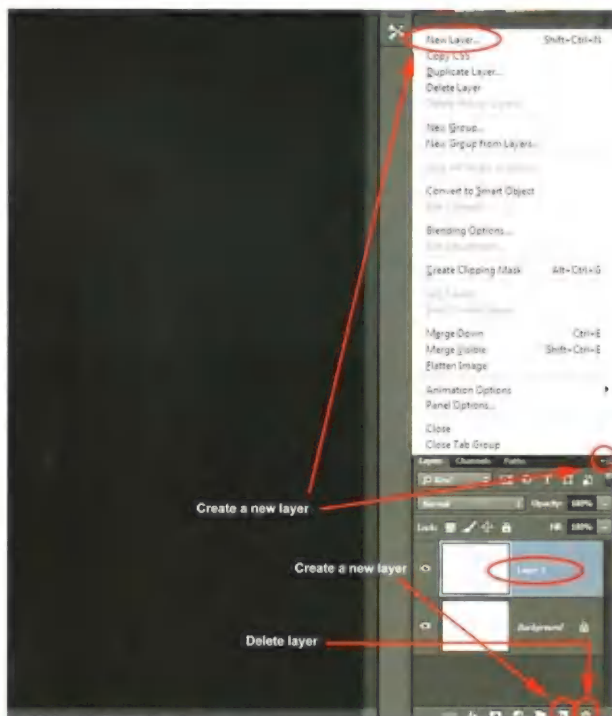 New Layer... Shift+Ctrl+N
Copy CSS
Duplicate Layer...
Delete Layer
New Group...
New Group from Layers...
Convert to Smart Object
Blending Options...
Create Clipping Mask Alt+Ctrl+G
Merge Down Ctrl+E
Merge Visible Shift+Ctrl+E
Flatten Image
Animation Options
Panel Options...
Close
Close Tab Group
Layers Channels Paths
Kind
Normal Opacity: 100%
Create a new layer
Lock: Fill: 100%
Create a new layer
Layer 1
Background
Delete layer